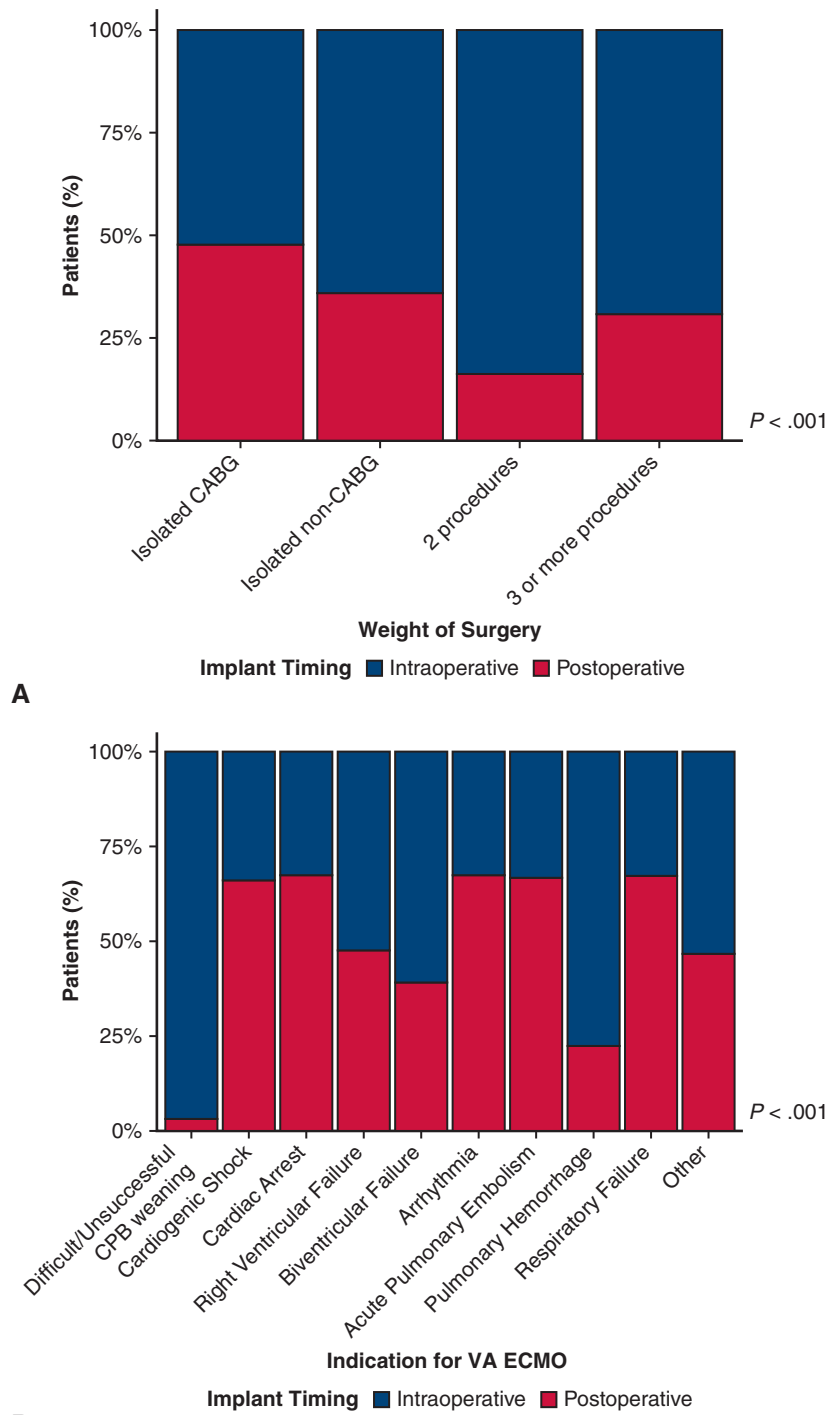 100%
75%
50%
25%
0%
Patients (%)
P < .001
Isolated CABG
Isolated non-CABG
2 procedures
3 or more procedures
Weight of Surgery
Implant Timing Intraoperative Postoperative
A
100%
75%
50%
25%
0%
Patients (%)
P < .001
Difficult/Unsuccessful
CPB weaning
Cardiogenic Shock
Cardiac Arrest
Right Ventricular Failure
Biventricular Failure
Arrhythmia
Acute Pulmonary Embolism
Pulmonary Hemorrhage
Respiratory Failure
Other
Indication for VA ECMO
Implant Timing Intraoperative Postoperative